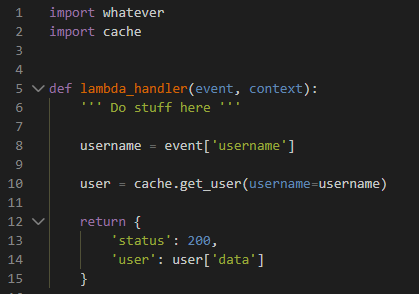 1 import whatever
2 import cache
3
4
5 def lambda_handler(event, context):
6     ''' Do stuff here '''
7
8     username = event['username']
9
10     user = cache.get_user(username=username)
11
12     return {
13         'status': 200,
14         'user': user['data']
15     }